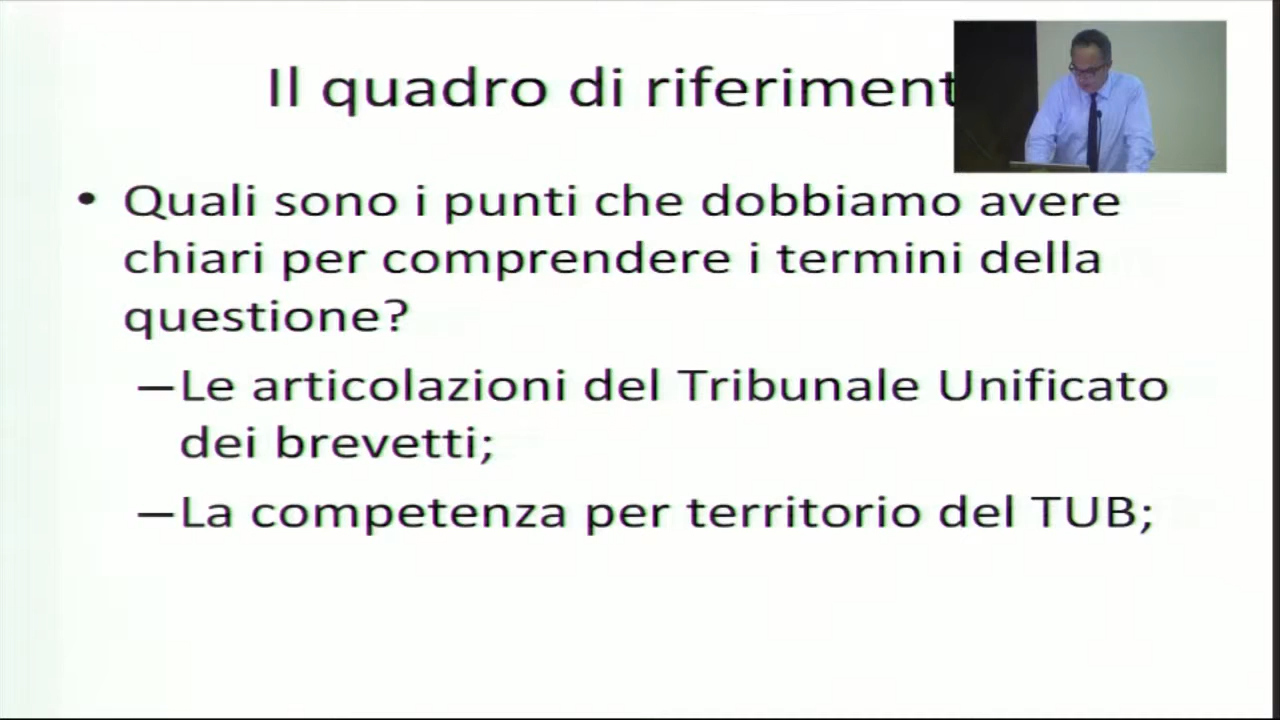 Il quadro di riferiment
• Quali sono i punti che dobbiamo avere
chiari per comprendere i termini della
questione?
–Le articolazioni del Tribunale Unificato
dei brevetti;
–La competenza per territorio del TUB;